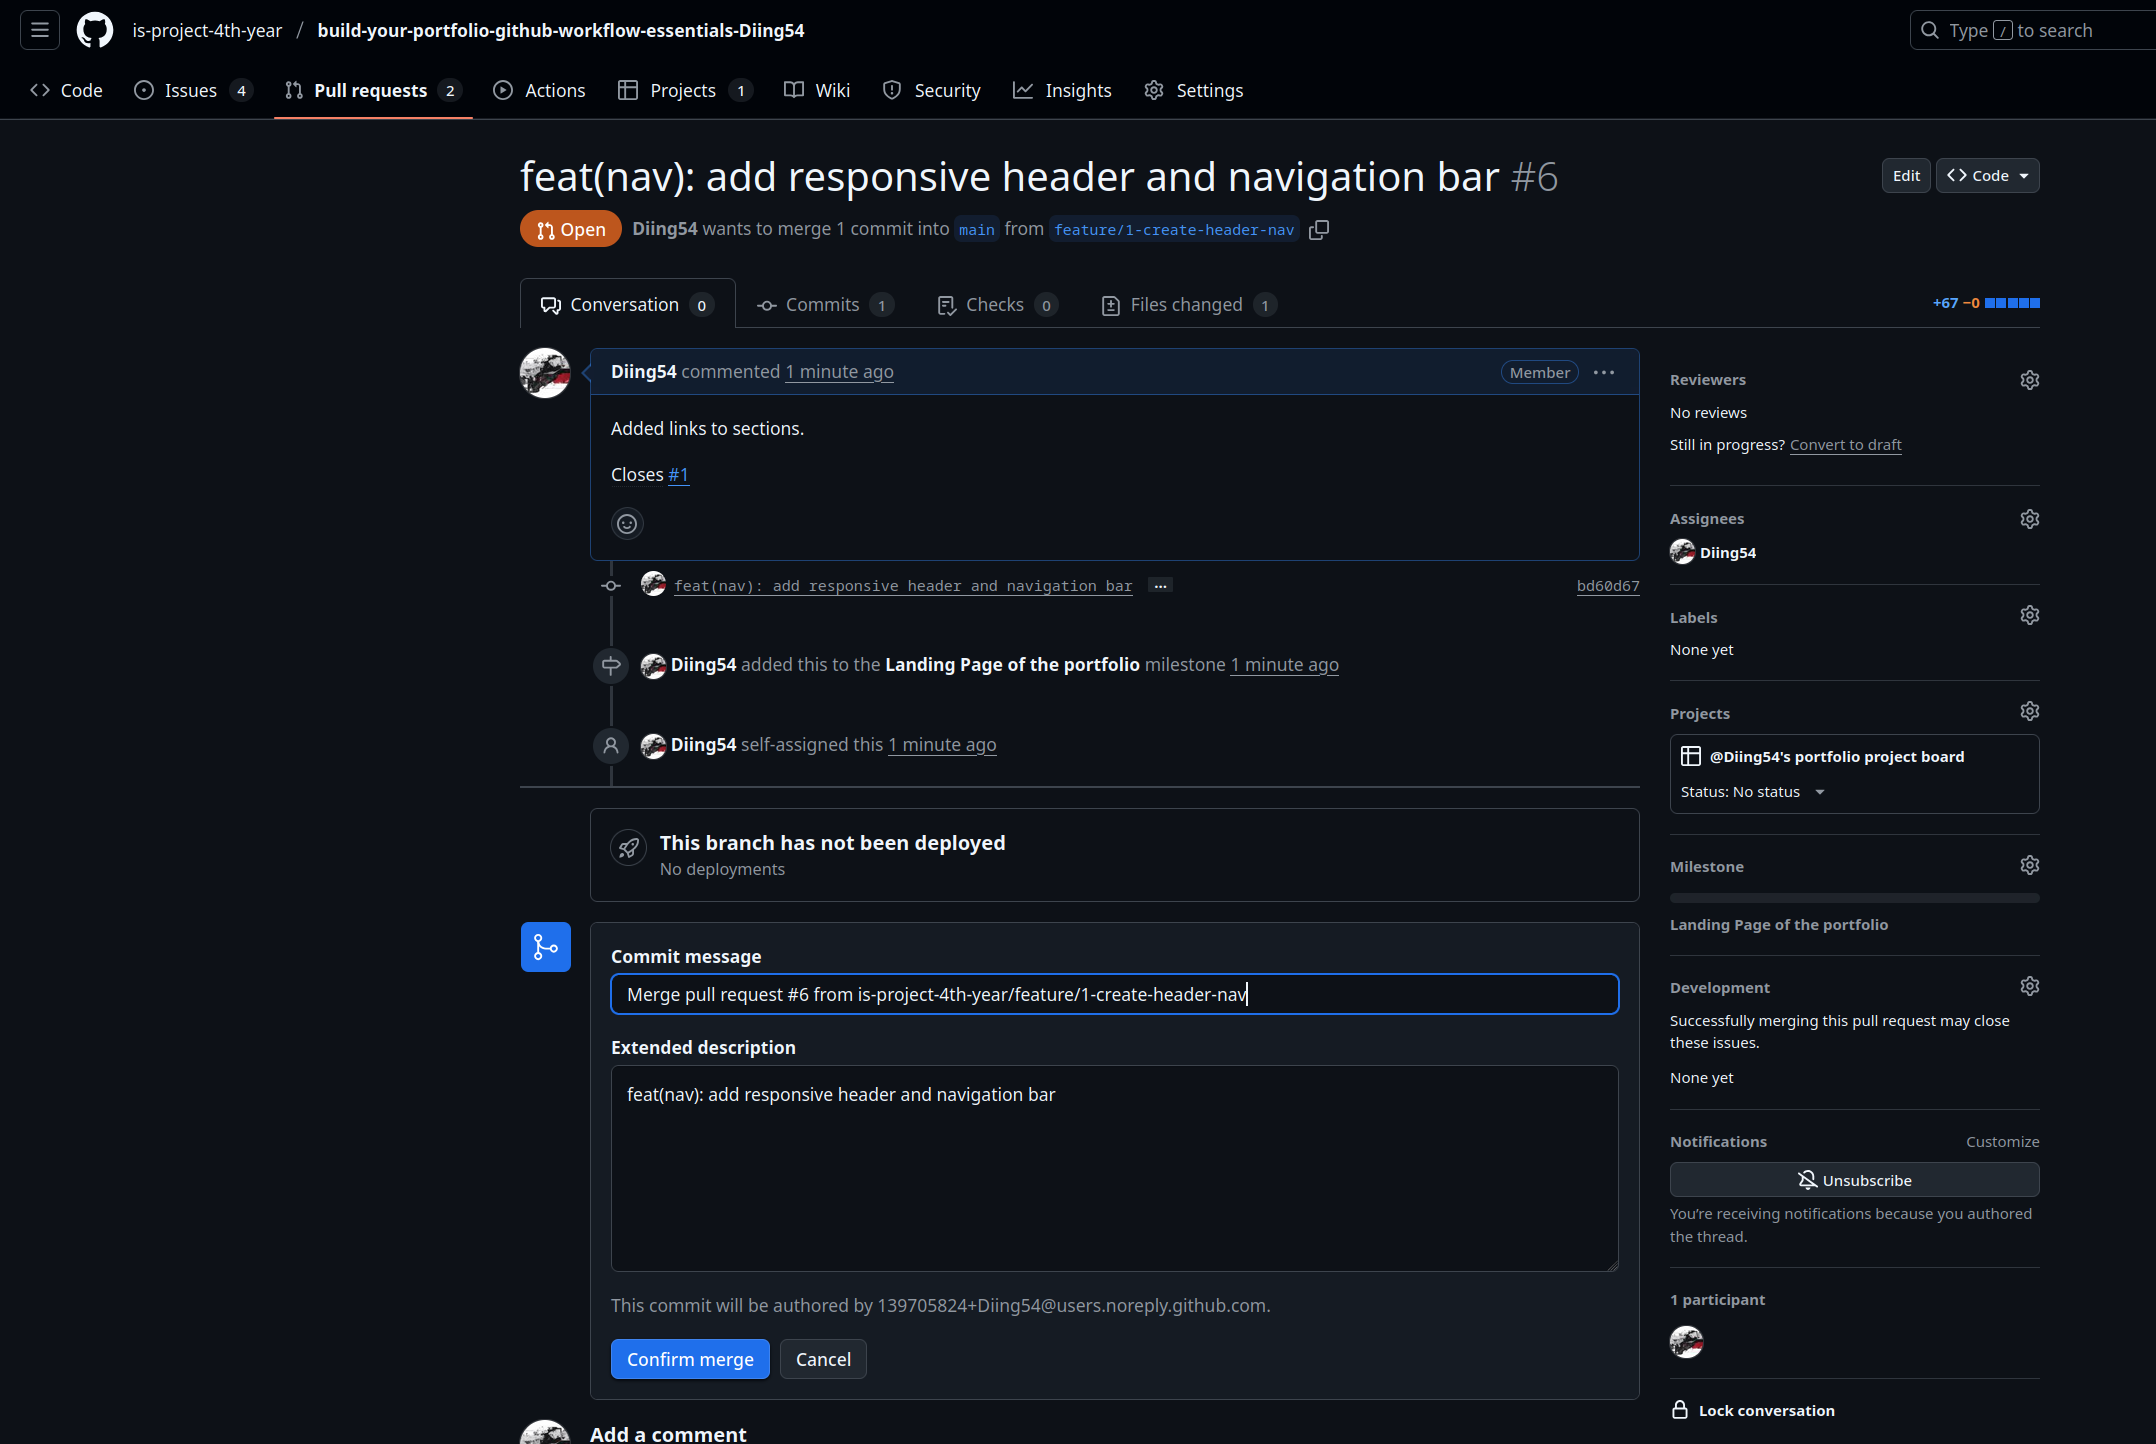 is-project-4th-year / build-your-portfolio-github-workflow-essentials-Diing54
Type / to search
Code Issues 4 Pull requests 2 Actions Projects 1 Wiki Security Insights Settings
feat(nav): add responsive header and navigation bar #6
Edit Code
Open Diing54 wants to merge 1 commit into main from feature/1-create-header-nav
Conversation 0 Commits 1 Checks 0 Files changed 1
+67 −0
Diing54 commented 1 minute ago
Member
Added links to sections.
Closes #1
feat(nav): add responsive header and navigation bar ... bd60d67
Diing54 added this to the Landing Page of the portfolio milestone 1 minute ago
Diing54 self-assigned this 1 minute ago
This branch has not been deployed
No deployments
Commit message
Merge pull request #6 from is-project-4th-year/feature/1-create-header-nav
Extended description
feat(nav): add responsive header and navigation bar
This commit will be authored by 139705824+Diing54@users.noreply.github.com.
Confirm merge Cancel
Add a comment
Reviewers
No reviews
Still in progress? Convert to draft
Assignees
Diing54
Labels
None yet
Projects
@Diing54's portfolio project board
Status: No status
Milestone
Landing Page of the portfolio
Development
Successfully merging this pull request may close
these issues.
None yet
Notifications Customize
Unsubscribe
You're receiving notifications because you authored
the thread.
1 participant
Lock conversation